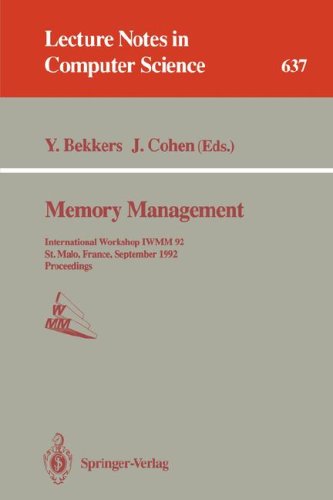 Lecture Notes in
Computer Science
637
Y. Bekkers J. Cohen (Eds.)
Memory Management
International Workshop IWMM 92
St. Malo, France, September 1992
Proceedings
I
W
MM
Springer-Verlag